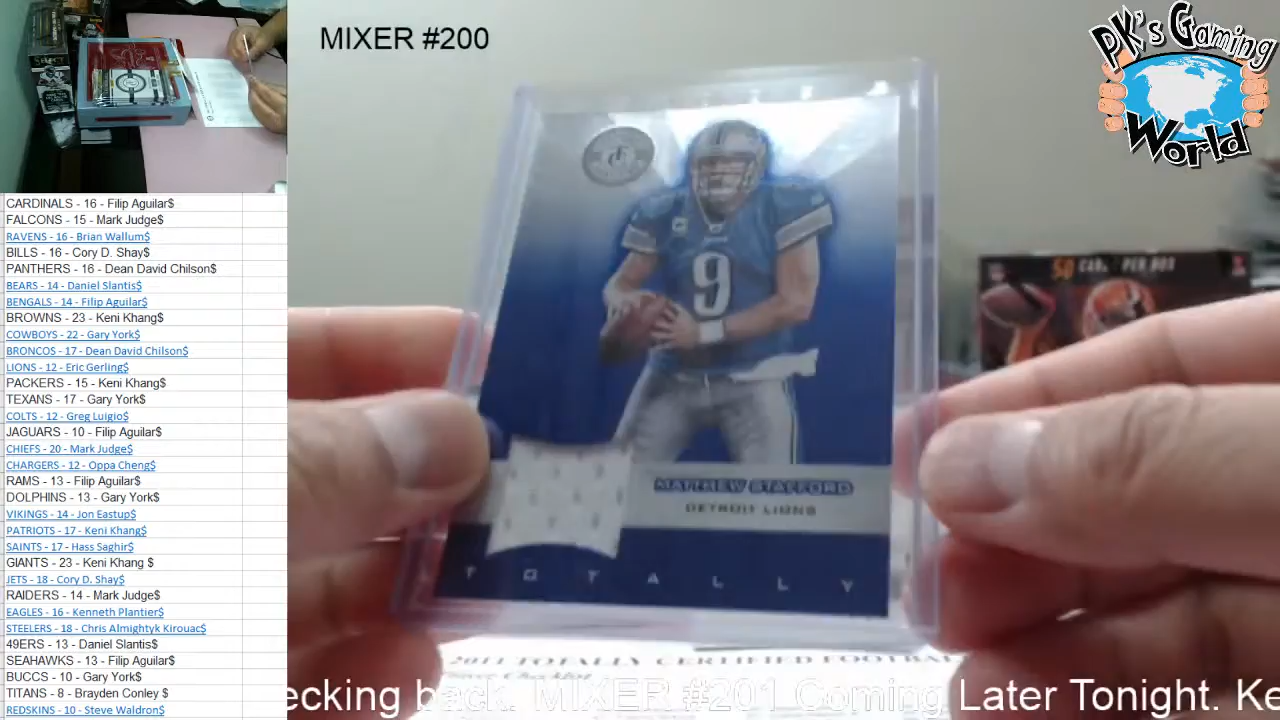 MIXER #200
PK's Gaming
World
CARDINALS - 16 - Filip Aguilar$
FALCONS - 15 - Mark Judge$
RAVENS - 16 - Brian Wallum$
BILLS - 16 - Cory D. Shay$
PANTHERS - 16 - Dean David Chilson$
BEARS - 14 - Daniel Slantis$
BENGALS - 14 - Filip Aguilar$
BROWNS - 23 - Keni Khang$
COWBOYS - 22 - Gary York$
BRONCOS - 17 - Dean David Chilson$
LIONS - 12 - Eric Gerling$
PACKERS - 15 - Keni Khang$
TEXANS - 17 - Gary York$
COLTS - 12 - Greg Luigio$
JAGUARS - 10 - Filip Aguilar$
CHIEFS - 20 - Mark Judge$
CHARGERS - 12 - Oppa Cheng$
RAMS - 13 - Filip Aguilar$
DOLPHINS - 13 - Gary York$
VIKINGS - 14 - Jon Eastup$
PATRIOTS - 17 - Keni Khang$
SAINTS - 17 - Hass Saghir$
GIANTS - 23 - Keni Khang $
JETS - 18 - Cory D. Shay$
RAIDERS - 14 - Mark Judge$
EAGLES - 16 - Kenneth Plantier$
STEELERS - 18 - Chris Almightyk Kirouac$
49ERS - 13 - Daniel Slantis$
SEAHAWKS - 13 - Filip Aguilar$
BUCCS - 10 - Gary York$
TITANS - 8 - Brayden Conley $
REDSKINS - 10 - Steve Waldron$
50 CARDS PER BOX
9
MATTHEW STAFFORD
DETROIT LIONS
TOTALLY
2011 TOTALLY CERTIFIED FOOTBALL
ecking back. MIXER #201 Coming Later Tonight. Ke